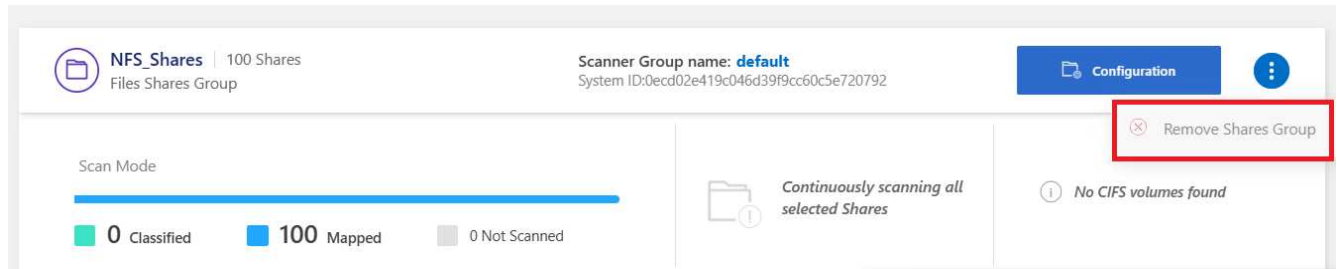 NFS_Shares | 100 Shares
Files Shares Group
Scanner Group name: default
System ID:0ecd02e419c046d39f9cc60c5e720792
Configuration
Remove Shares Group
Scan Mode
0 Classified
100 Mapped
0 Not Scanned
Continuously scanning all
selected Shares
No CIFS volumes found